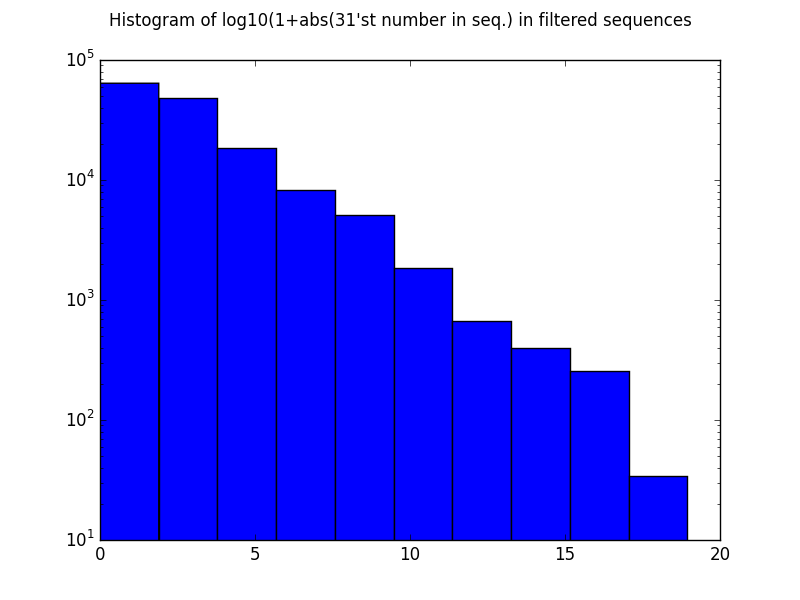 Histogram of log10(1+abs(31'st number in seq.) in filtered sequences
10^5
10^4
10^3
10^2
10^1
0 5 10 15 20